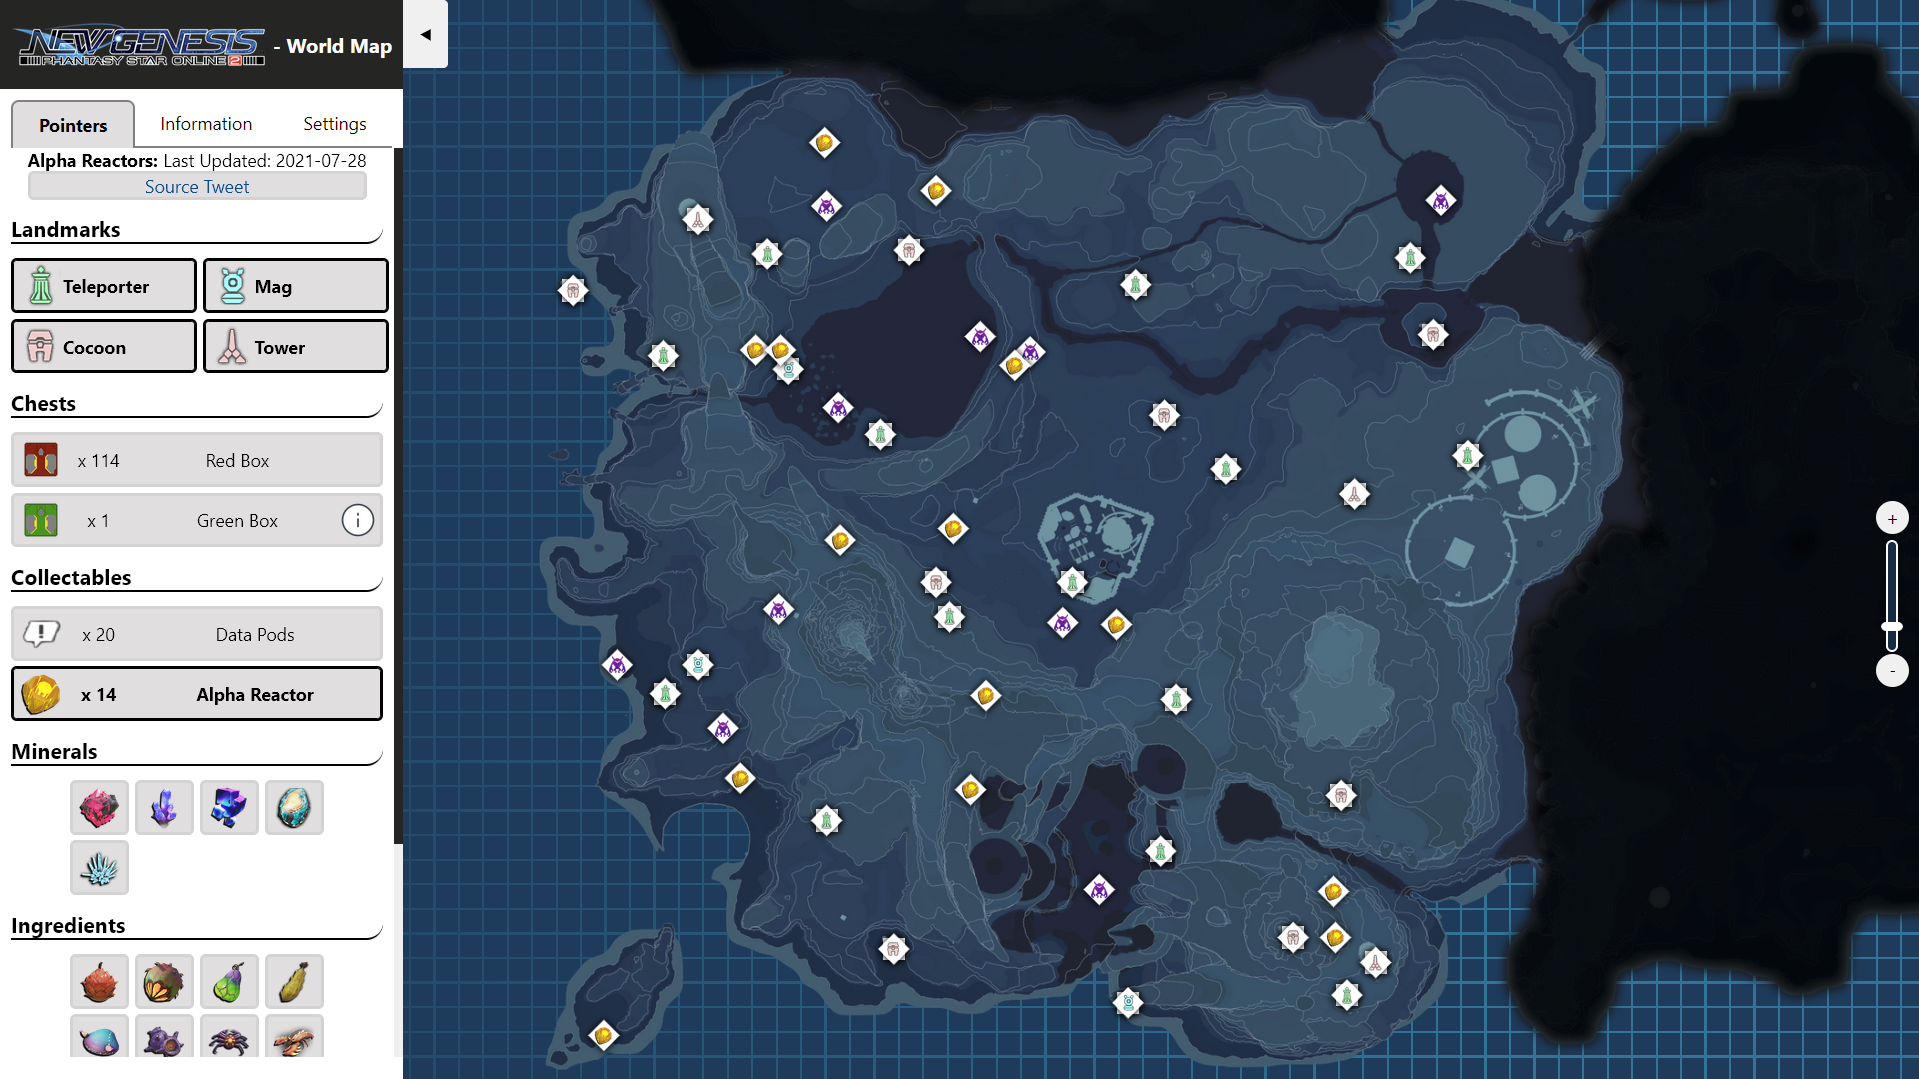 NEW GENESIS
PHANTASY STAR ONLINE 2
- World Map
◀
Pointers
Information
Settings
Alpha Reactors: Last Updated: 2021-07-28
Source Tweet
Landmarks
Teleporter
Mag
Cocoon
Tower
Chests
x 114 Red Box
x 1 Green Box i
Collectables
x 20 Data Pods
x 14 Alpha Reactor
Minerals
Ingredients
+
-